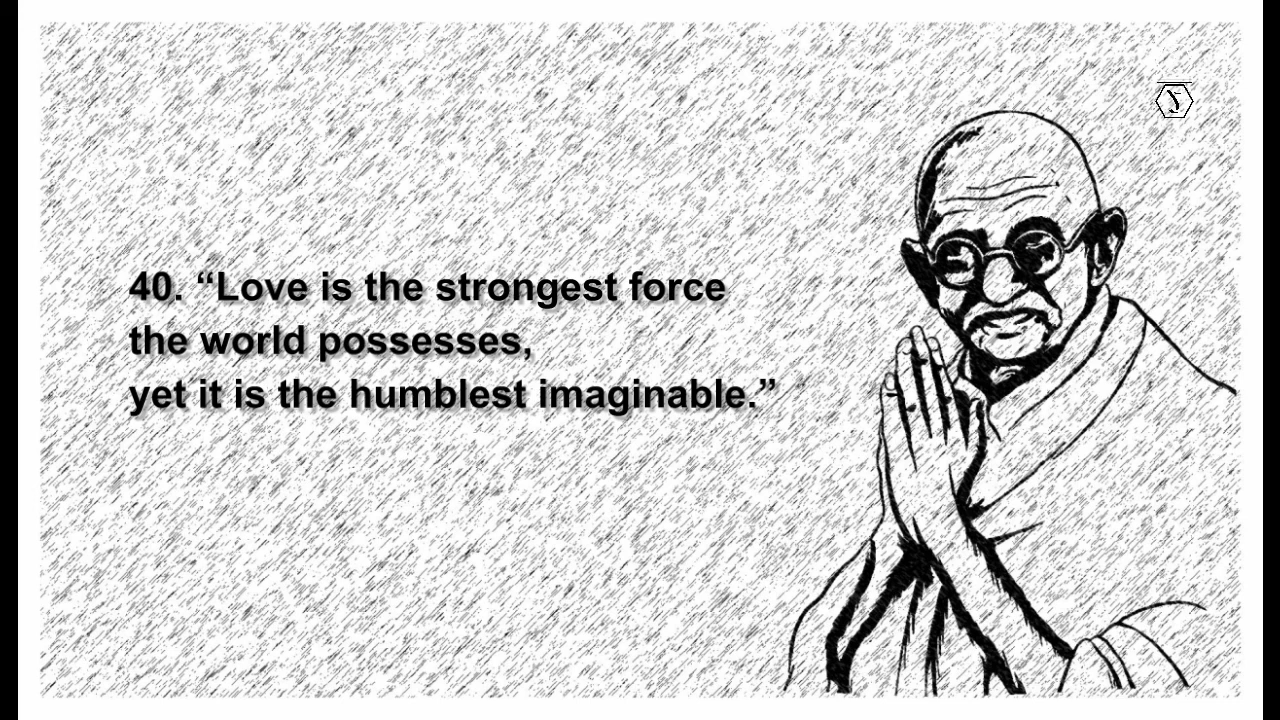 40. “Love is the strongest force
the world possesses,
yet it is the humblest imaginable.”